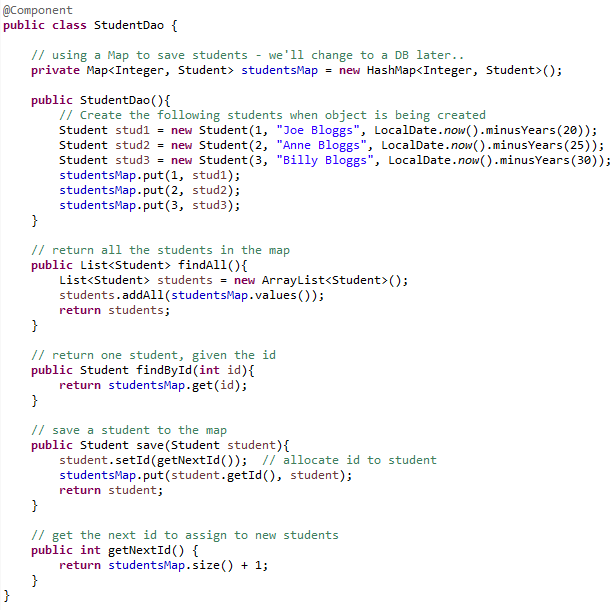 @Component
public class StudentDao {
// using a Map to save students - we'll change to a DB later..
private Map<Integer, Student> studentsMap = new HashMap<Integer, Student>();
public StudentDao(){
// Create the following students when object is being created
Student stud1 = new Student(1, "Joe Bloggs", LocalDate.now().minusYears(20));
Student stud2 = new Student(2, "Anne Bloggs", LocalDate.now().minusYears(25));
Student stud3 = new Student(3, "Billy Bloggs", LocalDate.now().minusYears(30));
studentsMap.put(1, stud1);
studentsMap.put(2, stud2);
studentsMap.put(3, stud3);
}
// return all the students in the map
public List<Student> findAll(){
List<Student> students = new ArrayList<Student>();
students.addAll(studentsMap.values());
return students;
}
// return one student, given the id
public Student findById(int id){
return studentsMap.get(id);
}
// save a student to the map
public Student save(Student student){
student.setId(getNextId());  // allocate id to student
studentsMap.put(student.getId(), student);
return student;
}
// get the next id to assign to new students
public int getNextId() {
return studentsMap.size() + 1;
}
}